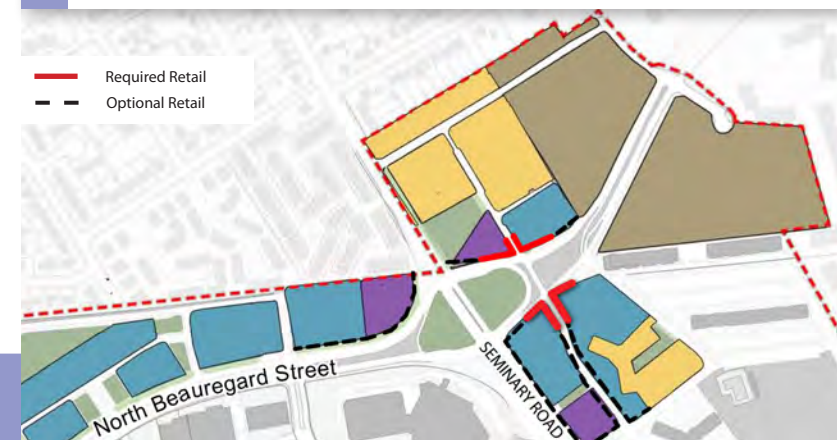 Required Retail
Optional Retail
North Beauregard Street
SEMINARY ROAD